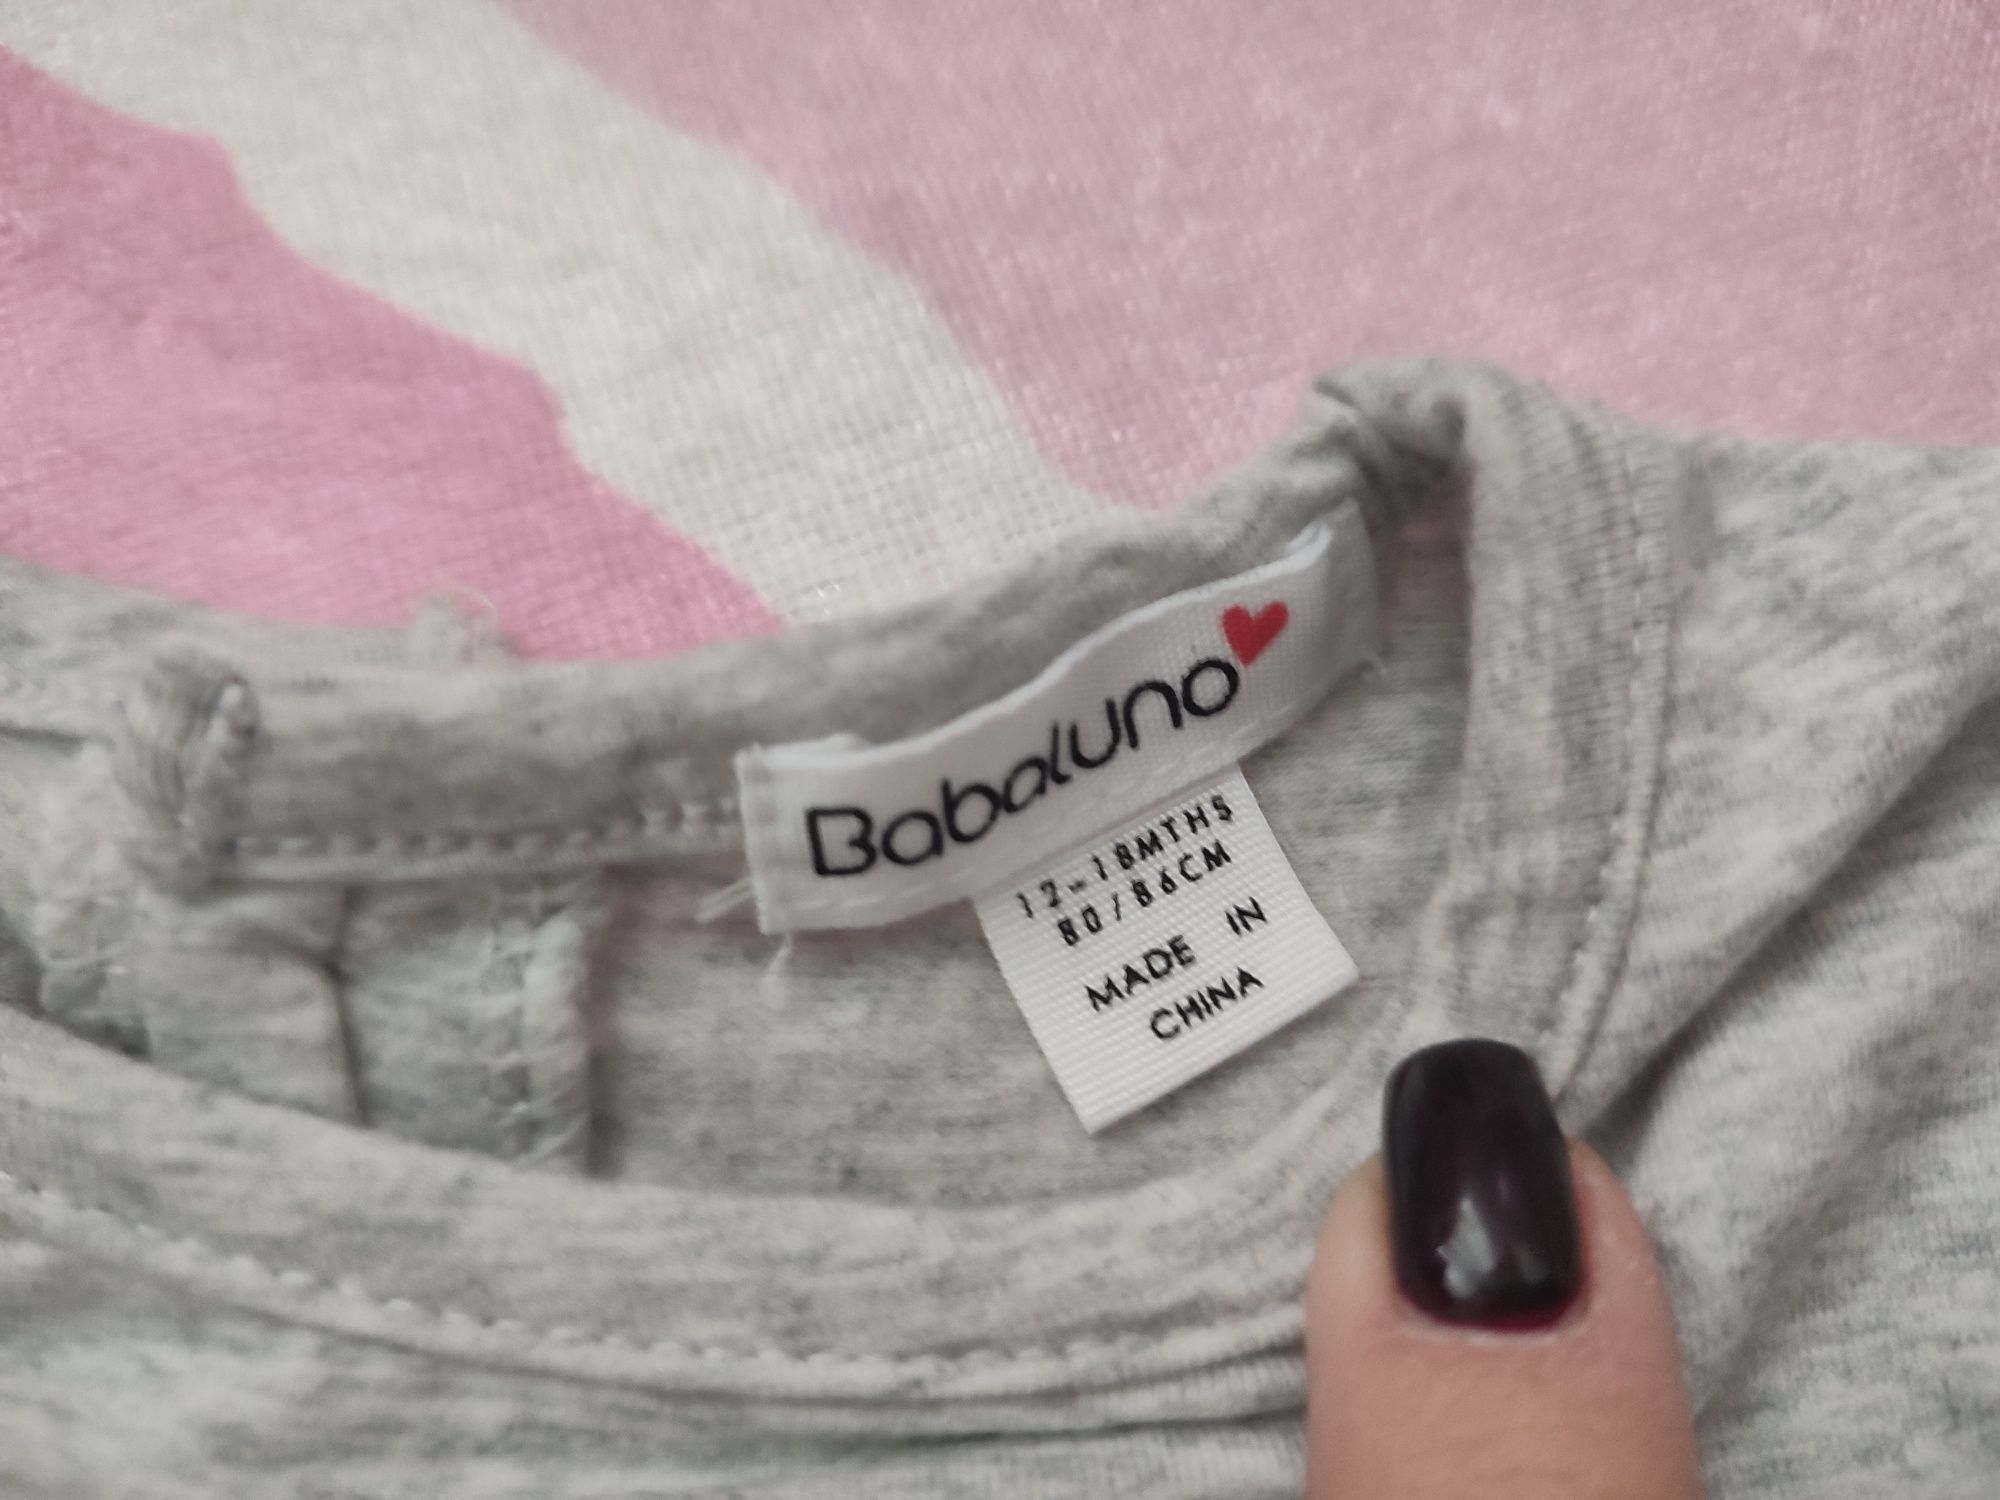 Babaluno
12-18MTHS
80/86CM
MADE IN
CHINA